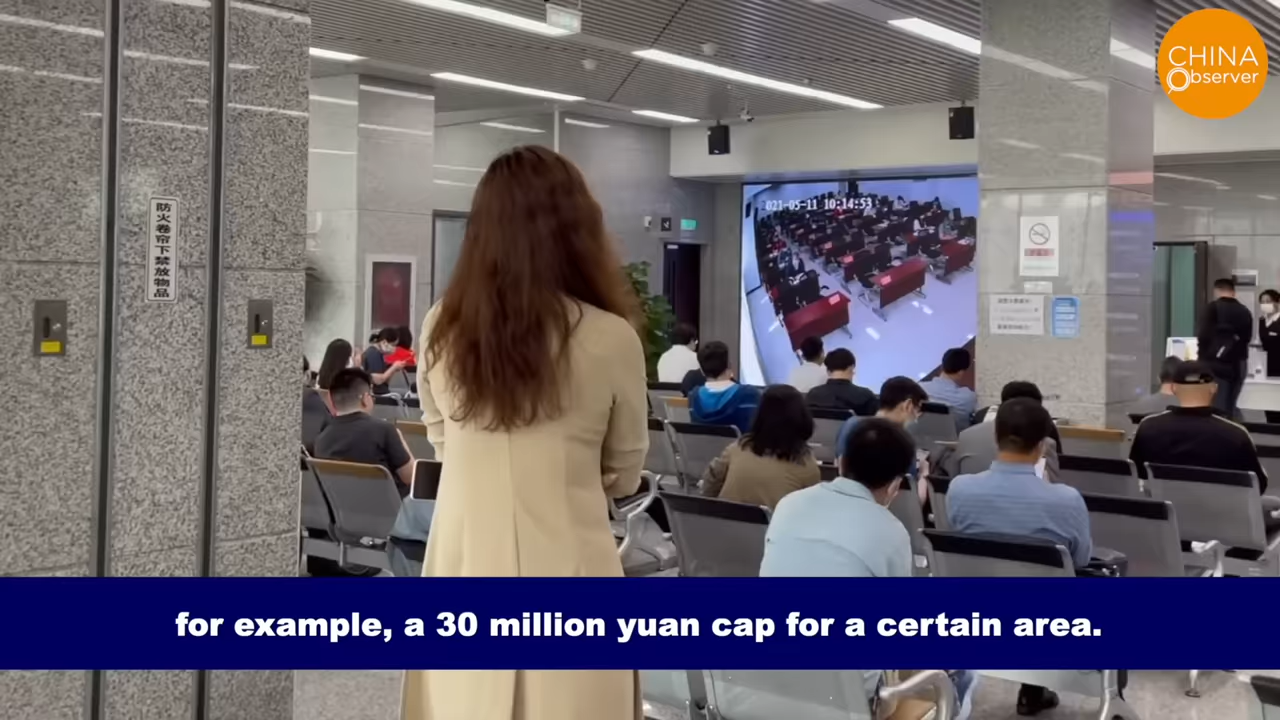 CHINA
Observer
021-05-11 10:14:53
防火卷帘下禁放物品
for example, a 30 million yuan cap for a certain area.